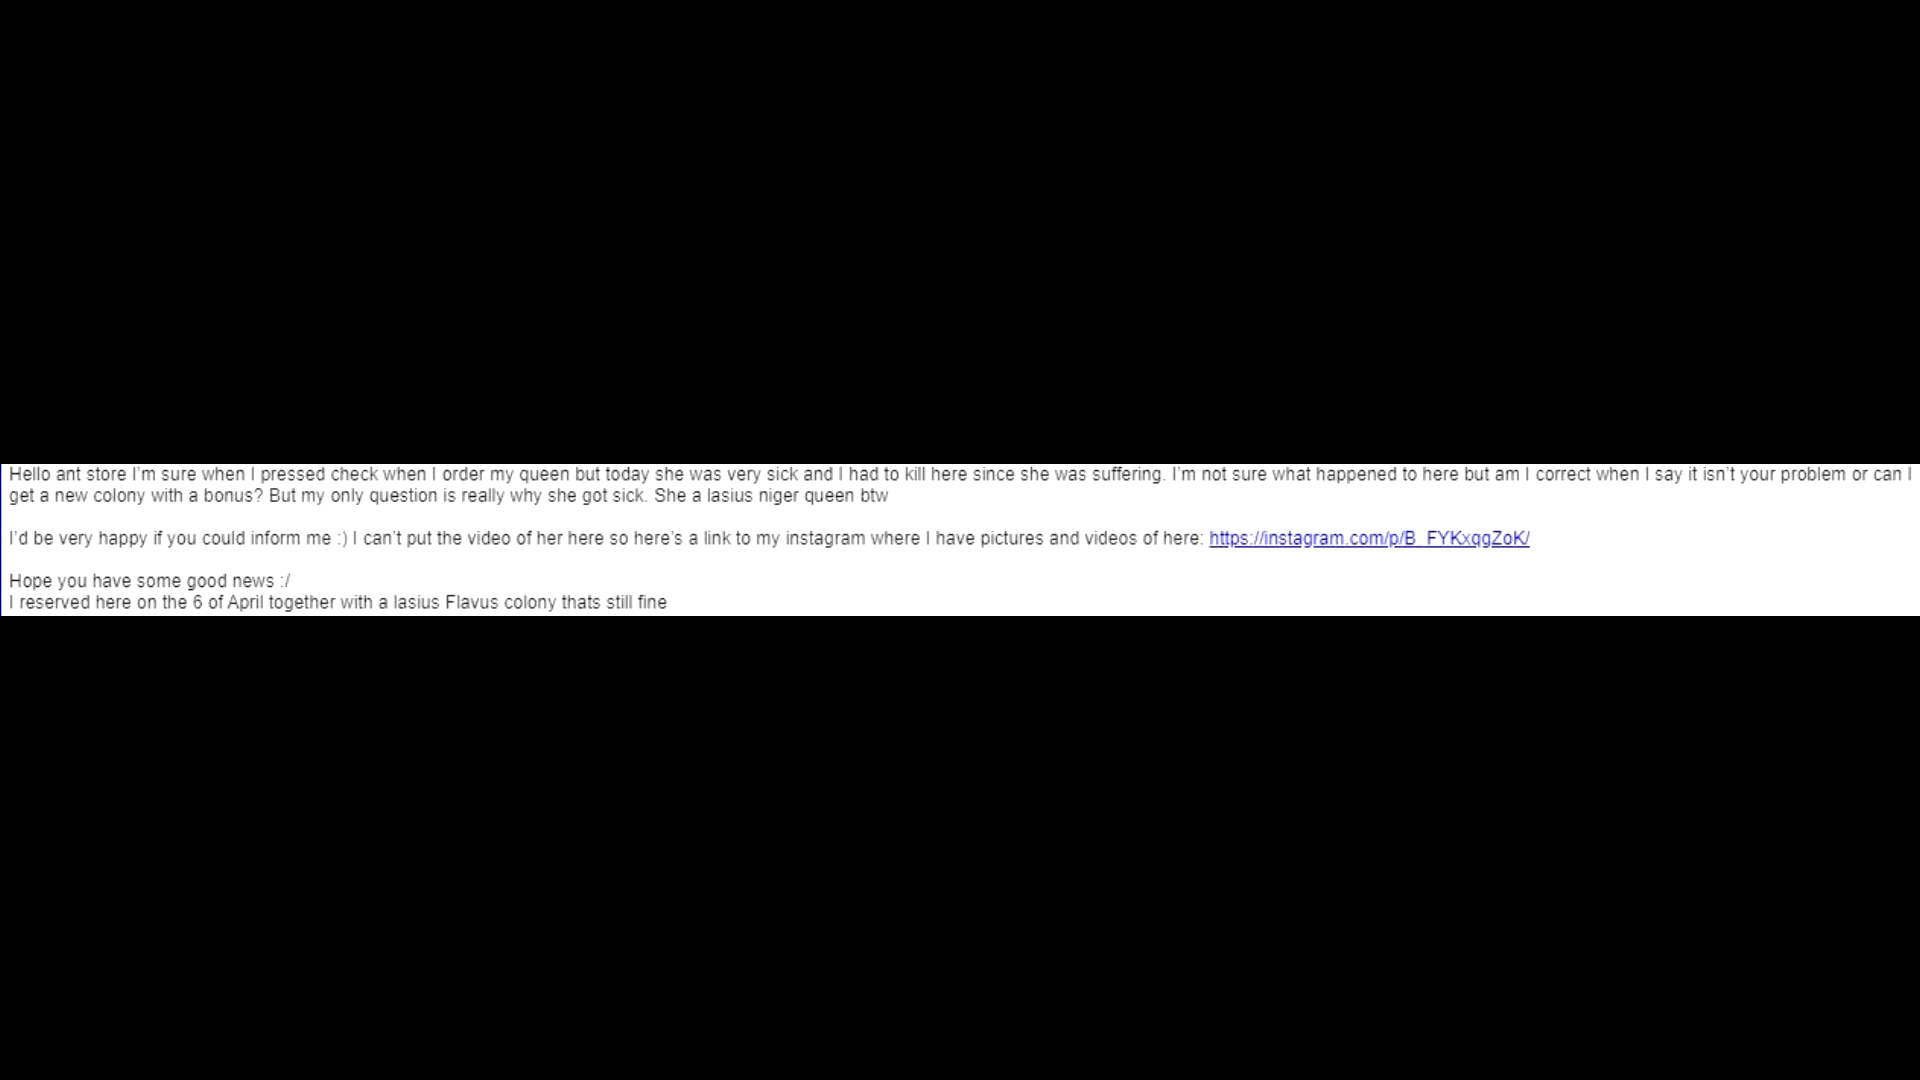 Hello ant store I'm sure when I pressed check when I order my queen but today she was very sick and I had to kill here since she was suffering. I'm not sure what happened to here but am I correct when I say it isn't your problem or can I
get a new colony with a bonus? But my only question is really why she got sick. She a lasius niger queen btw
I'd be very happy if you could inform me :) I can't put the video of her here so here's a link to my instagram where I have pictures and videos of here: https://instagram.com/p/B_FYKxqgZoK/
Hope you have some good news :/
I reserved here on the 6 of April together with a lasius Flavus colony thats still fine